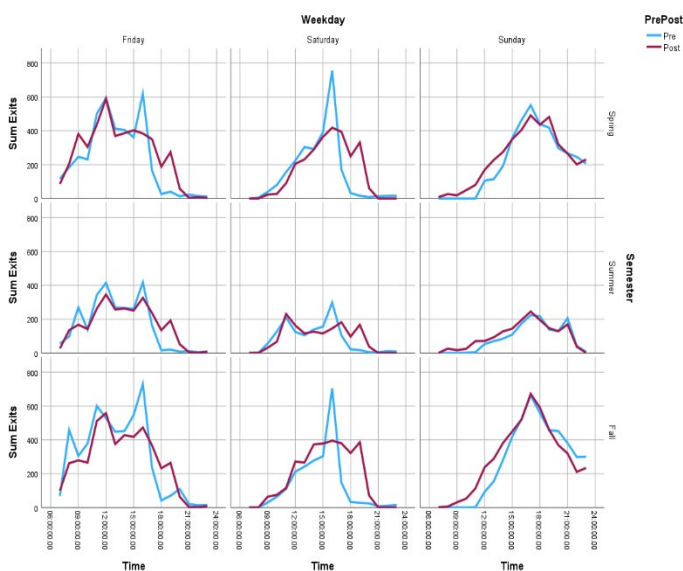 Weekday
PrePost
Pre
Post
Friday
Saturday
Sunday
Sum Exits
800
600
400
200
0
Spring
Sum Exits
800
600
400
200
0
Summer
Semester
Sum Exits
800
600
400
200
0
Fall
06:00:00.00
09:00:00.00
12:00:00.00
15:00:00.00
18:00:00.00
21:00:00.00
24:00:00.00
06:00:00.00
09:00:00.00
12:00:00.00
15:00:00.00
18:00:00.00
21:00:00.00
24:00:00.00
06:00:00.00
09:00:00.00
12:00:00.00
15:00:00.00
18:00:00.00
21:00:00.00
24:00:00.00
Time
Time
Time